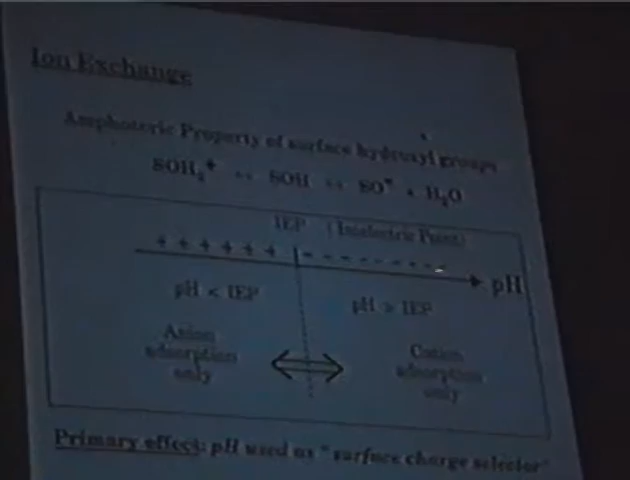 Ion Exchange
Amphoteric Property of surface hydroxyl groups
SOH₂⁺ ↔ SOH ↔ SO⁻ + H₂O
IEP (Isoelectric Point)
+ + + + + + - - - - - - - - -
pH
pH < IEP pH > IEP
Anion Cation
adsorption adsorption
only only
Primary effect: pH used as "surface charge selector"